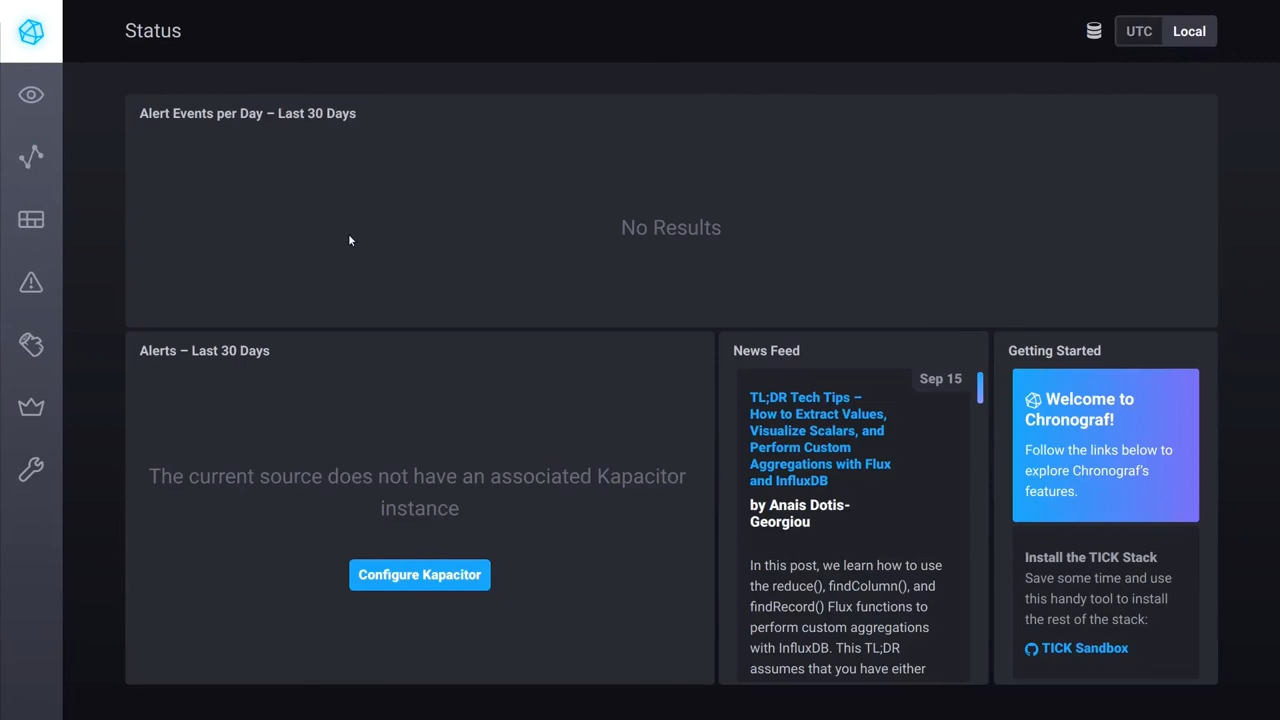 Status
UTC
Local
Alert Events per Day – Last 30 Days
No Results
Alerts – Last 30 Days
The current source does not have an associated Kapacitor
instance
Configure Kapacitor
News Feed
Sep 15
TL;DR Tech Tips –
How to Extract Values,
Visualize Scalars, and
Perform Custom
Aggregations with Flux
and InfluxDB
by Anais Dotis-
Georgiou
In this post, we learn how to use
the reduce(), findColumn(), and
findRecord() Flux functions to
perform custom aggregations
with InfluxDB. This TL;DR
assumes that you have either
Getting Started
Welcome to
Chronograf!
Follow the links below to
explore Chronograf's
features.
Install the TICK Stack
Save some time and use
this handy tool to install
the rest of the stack:
TICK Sandbox